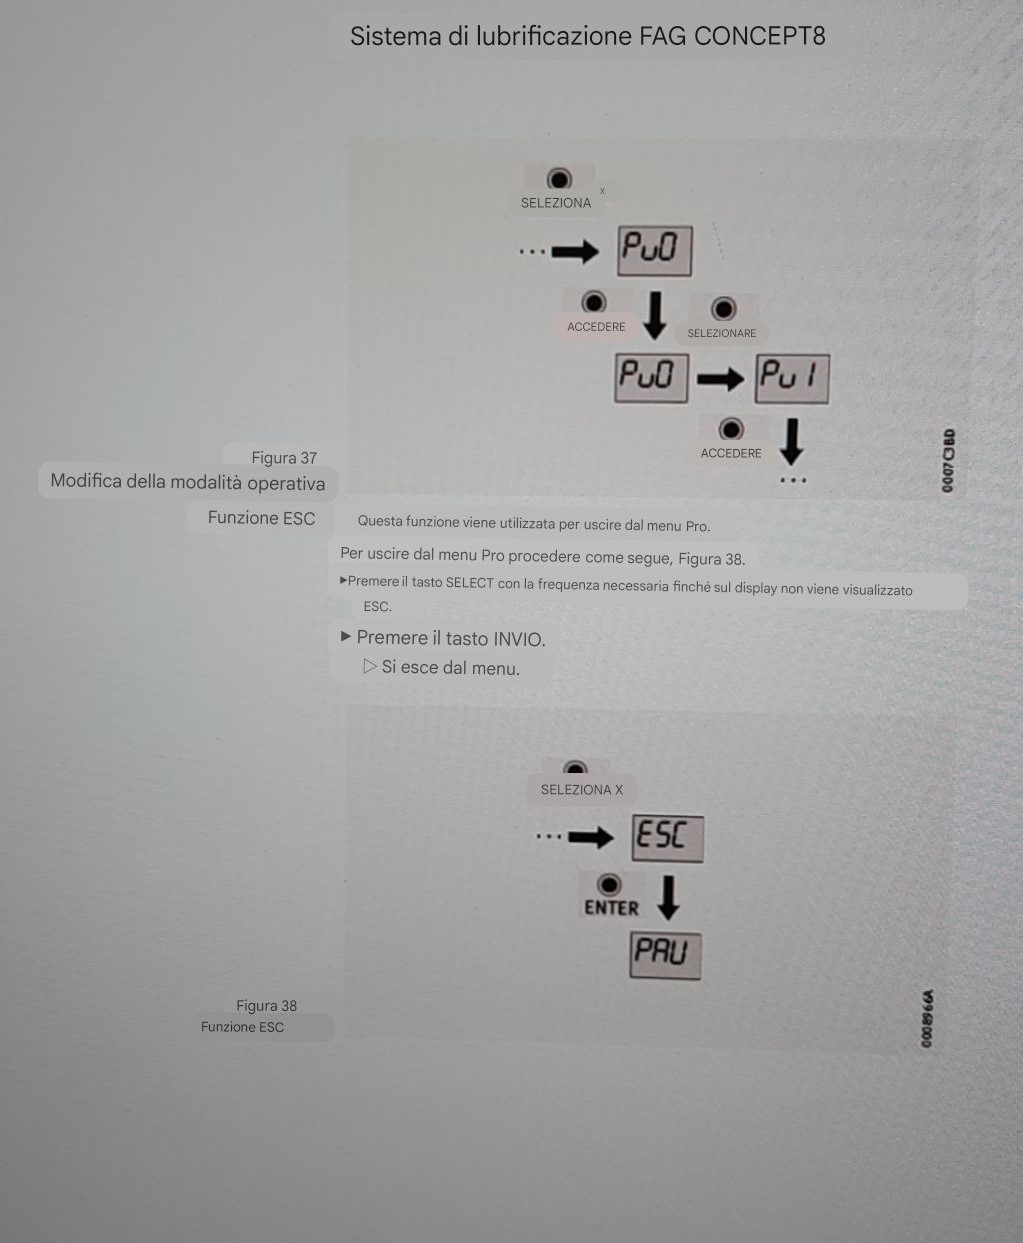 Sistema di lubrificazione FAG CONCEPT8
SELEZIONA x
... PuO
ACCEDERE
SELEZIONARE
PuO Pu1
ACCEDERE
...
0007C3BD
Figura 37
Modifica della modalità operativa
Funzione ESC
Questa funzione viene utilizzata per uscire dal menu Pro.
Per uscire dal menu Pro procedere come segue, Figura 38.
▶Premere il tasto SELECT con la frequenza necessaria finché sul display non viene visualizzato
ESC.
▶ Premere il tasto INVIO.
▷ Si esce dal menu.
SELEZIONA X
... ESC
ENTER
PAU
0008966A
Figura 38
Funzione ESC